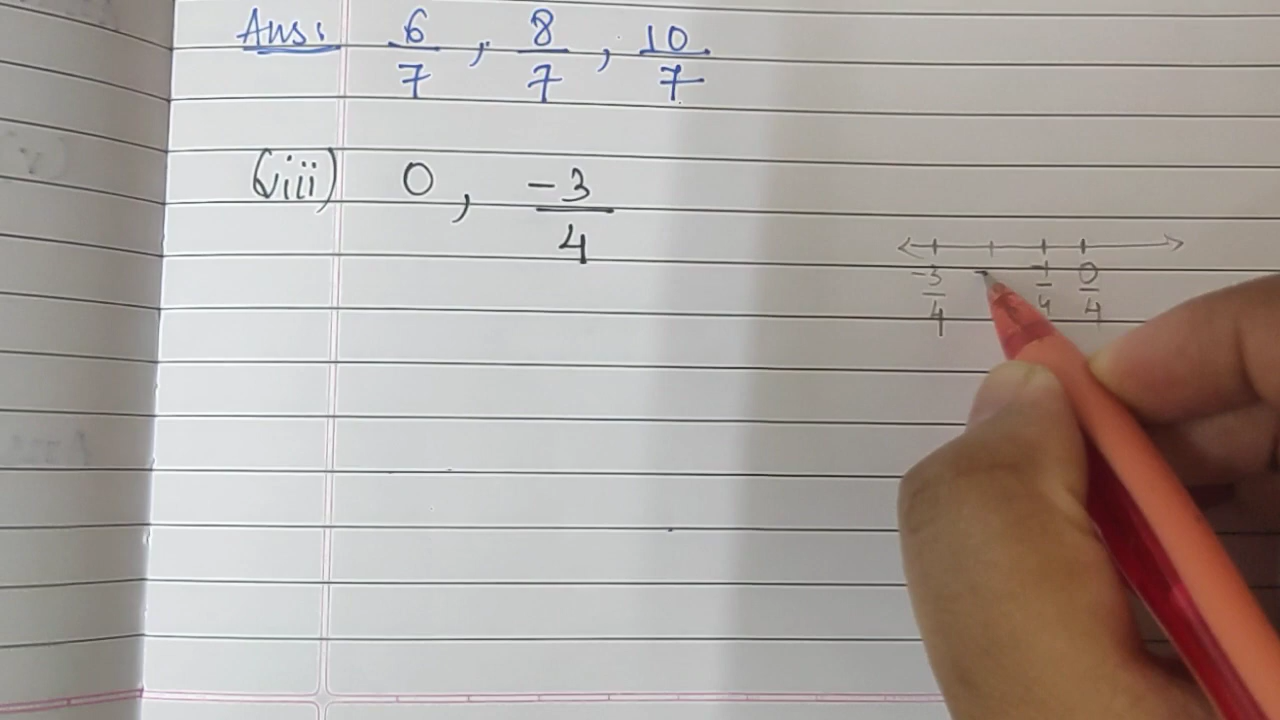 Ans: 6/7, 8/7, 10/7
(viii) 0, -3/4
-3/4 - -1/4 0/4